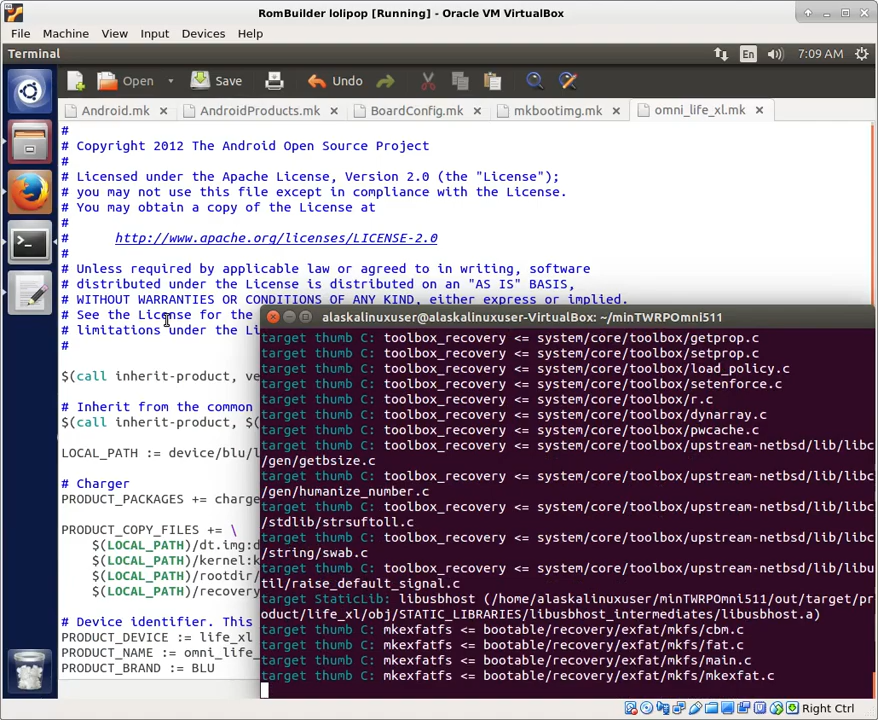 RomBuilder lolipop [Running] - Oracle VM VirtualBox
File Machine View Input Devices Help
Terminal En 7:09 AM
Open Save Undo
Android.mk AndroidProducts.mk BoardConfig.mk mkbootimg.mk omni_life_xl.mk
#
# Copyright 2012 The Android Open Source Project
#
# Licensed under the Apache License, Version 2.0 (the "License");
# you may not use this file except in compliance with the License.
# You may obtain a copy of the License at
#
# http://www.apache.org/licenses/LICENSE-2.0
#
# Unless required by applicable law or agreed to in writing, software
# distributed under the License is distributed on an "AS IS" BASIS,
# WITHOUT WARRANTIES OR CONDITIONS OF ANY KIND, either express or implied.
# See the License for the
# limitations under the Li
#
$(call inherit-product, ve
# Inherit from the common
$(call inherit-product, $(
LOCAL_PATH := device/blu/l
# Charger
PRODUCT_PACKAGES += charge
PRODUCT_COPY_FILES += \
$(LOCAL_PATH)/dt.img:d
$(LOCAL_PATH)/kernel:k
$(LOCAL_PATH)/rootdir/
$(LOCAL_PATH)/recovery
# Device identifier. This
PRODUCT_DEVICE := life_xl
PRODUCT_NAME := omni_life_
PRODUCT_BRAND := BLU
alaskalinuxuser@alaskalinuxuser-VirtualBox: ~/minTWRPOmni511
target thumb C: toolbox_recovery <= system/core/toolbox/getprop.c
target thumb C: toolbox_recovery <= system/core/toolbox/setprop.c
target thumb C: toolbox_recovery <= system/core/toolbox/load_policy.c
target thumb C: toolbox_recovery <= system/core/toolbox/setenforce.c
target thumb C: toolbox_recovery <= system/core/toolbox/r.c
target thumb C: toolbox_recovery <= system/core/toolbox/dynarray.c
target thumb C: toolbox_recovery <= system/core/toolbox/pwcache.c
target thumb C: toolbox_recovery <= system/core/toolbox/upstream-netbsd/lib/libc
/gen/getbsize.c
target thumb C: toolbox_recovery <= system/core/toolbox/upstream-netbsd/lib/libc
/gen/humanize_number.c
target thumb C: toolbox_recovery <= system/core/toolbox/upstream-netbsd/lib/libc
/stdlib/strsuftoll.c
target thumb C: toolbox_recovery <= system/core/toolbox/upstream-netbsd/lib/libc
/string/swab.c
target thumb C: toolbox_recovery <= system/core/toolbox/upstream-netbsd/lib/libu
til/raise_default_signal.c
target StaticLib: libusbhost (/home/alaskalinuxuser/minTWRPOmni511/out/target/pr
oduct/life_xl/obj/STATIC_LIBRARIES/libusbhost_intermediates/libusbhost.a)
target thumb C: mkexfatfs <= bootable/recovery/exfat/mkfs/cbm.c
target thumb C: mkexfatfs <= bootable/recovery/exfat/mkfs/fat.c
target thumb C: mkexfatfs <= bootable/recovery/exfat/mkfs/main.c
target thumb C: mkexfatfs <= bootable/recovery/exfat/mkfs/mkexfat.c
Right Ctrl